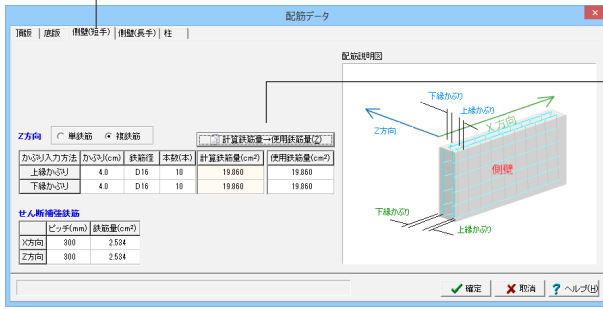 配筋データ
頂版 底版 側壁(短手) 側壁(長手) 柱
配筋説明図
Z方向 単鉄筋 複鉄筋
計算鉄筋量→使用鉄筋量(Z)
かぶり入力方法 かぶり(cm) 鉄筋径 本数(本) 計算鉄筋量(cm²) 使用鉄筋量(cm²)
上縁かぶり 4.0 D16 10 19.860 19.860
下縁かぶり 4.0 D16 10 19.860 19.860
せん断補強鉄筋
ピッチ(mm) 鉄筋量(cm²)
X方向 300 2.534
Z方向 300 2.534
下縁かぶり
上縁かぶり
Z方向
X方向
側壁
下縁かぶり
上縁かぶり
確定 取消 ヘルプ(H)